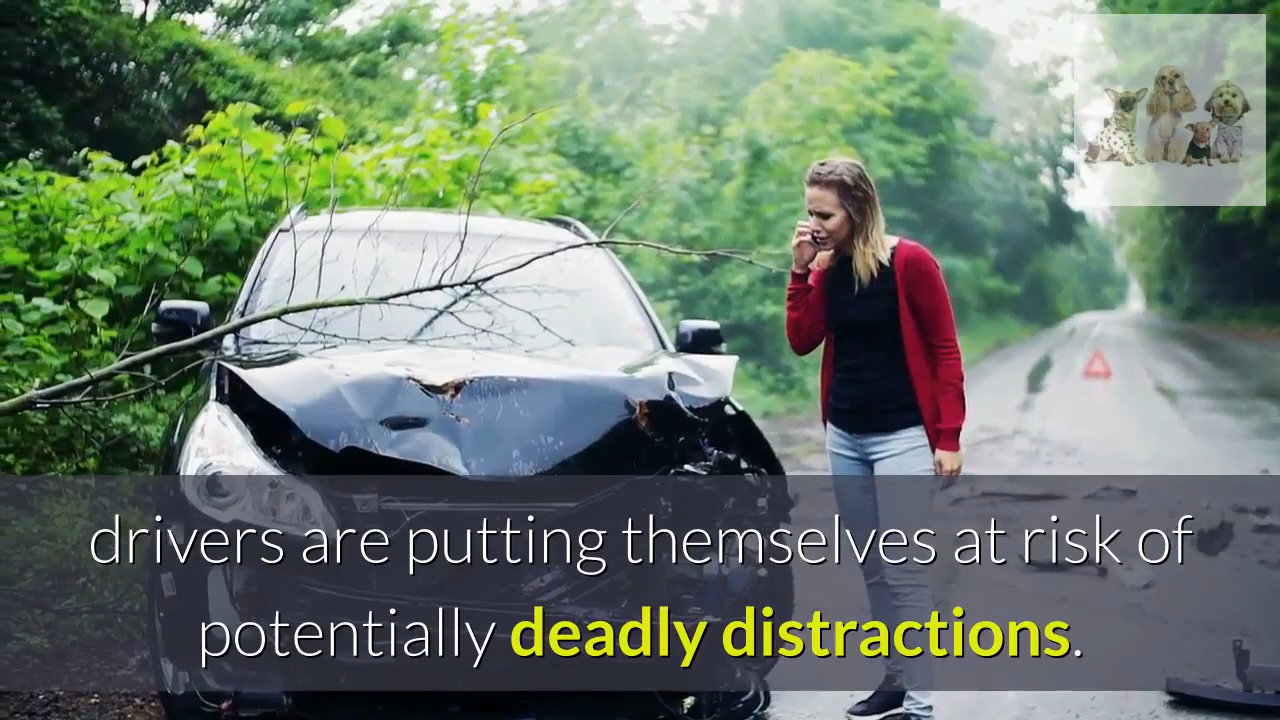 drivers are putting themselves at risk of
potentially deadly distractions.